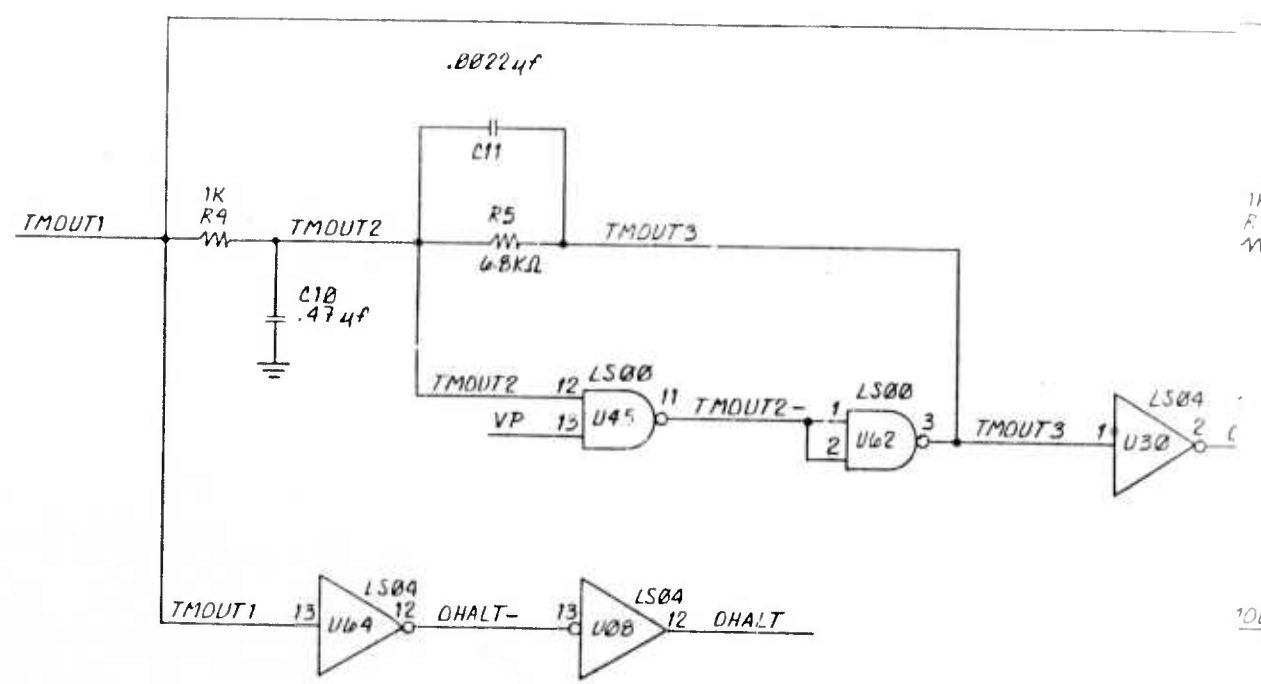 .0022uf
C11
1K
R4
TMOUT1
TMOUT2
R5
6.8KΩ
TMOUT3
C10
.47uf
TMOUT2
12
LS00
11
VP
13
U45
TMOUT2-
LS00
1
2
U62
3
TMOUT3
LS04
1
U30
2
TMOUT1
13
LS04
U64
12
OHALT-
13
LS04
U08
12
OHALT